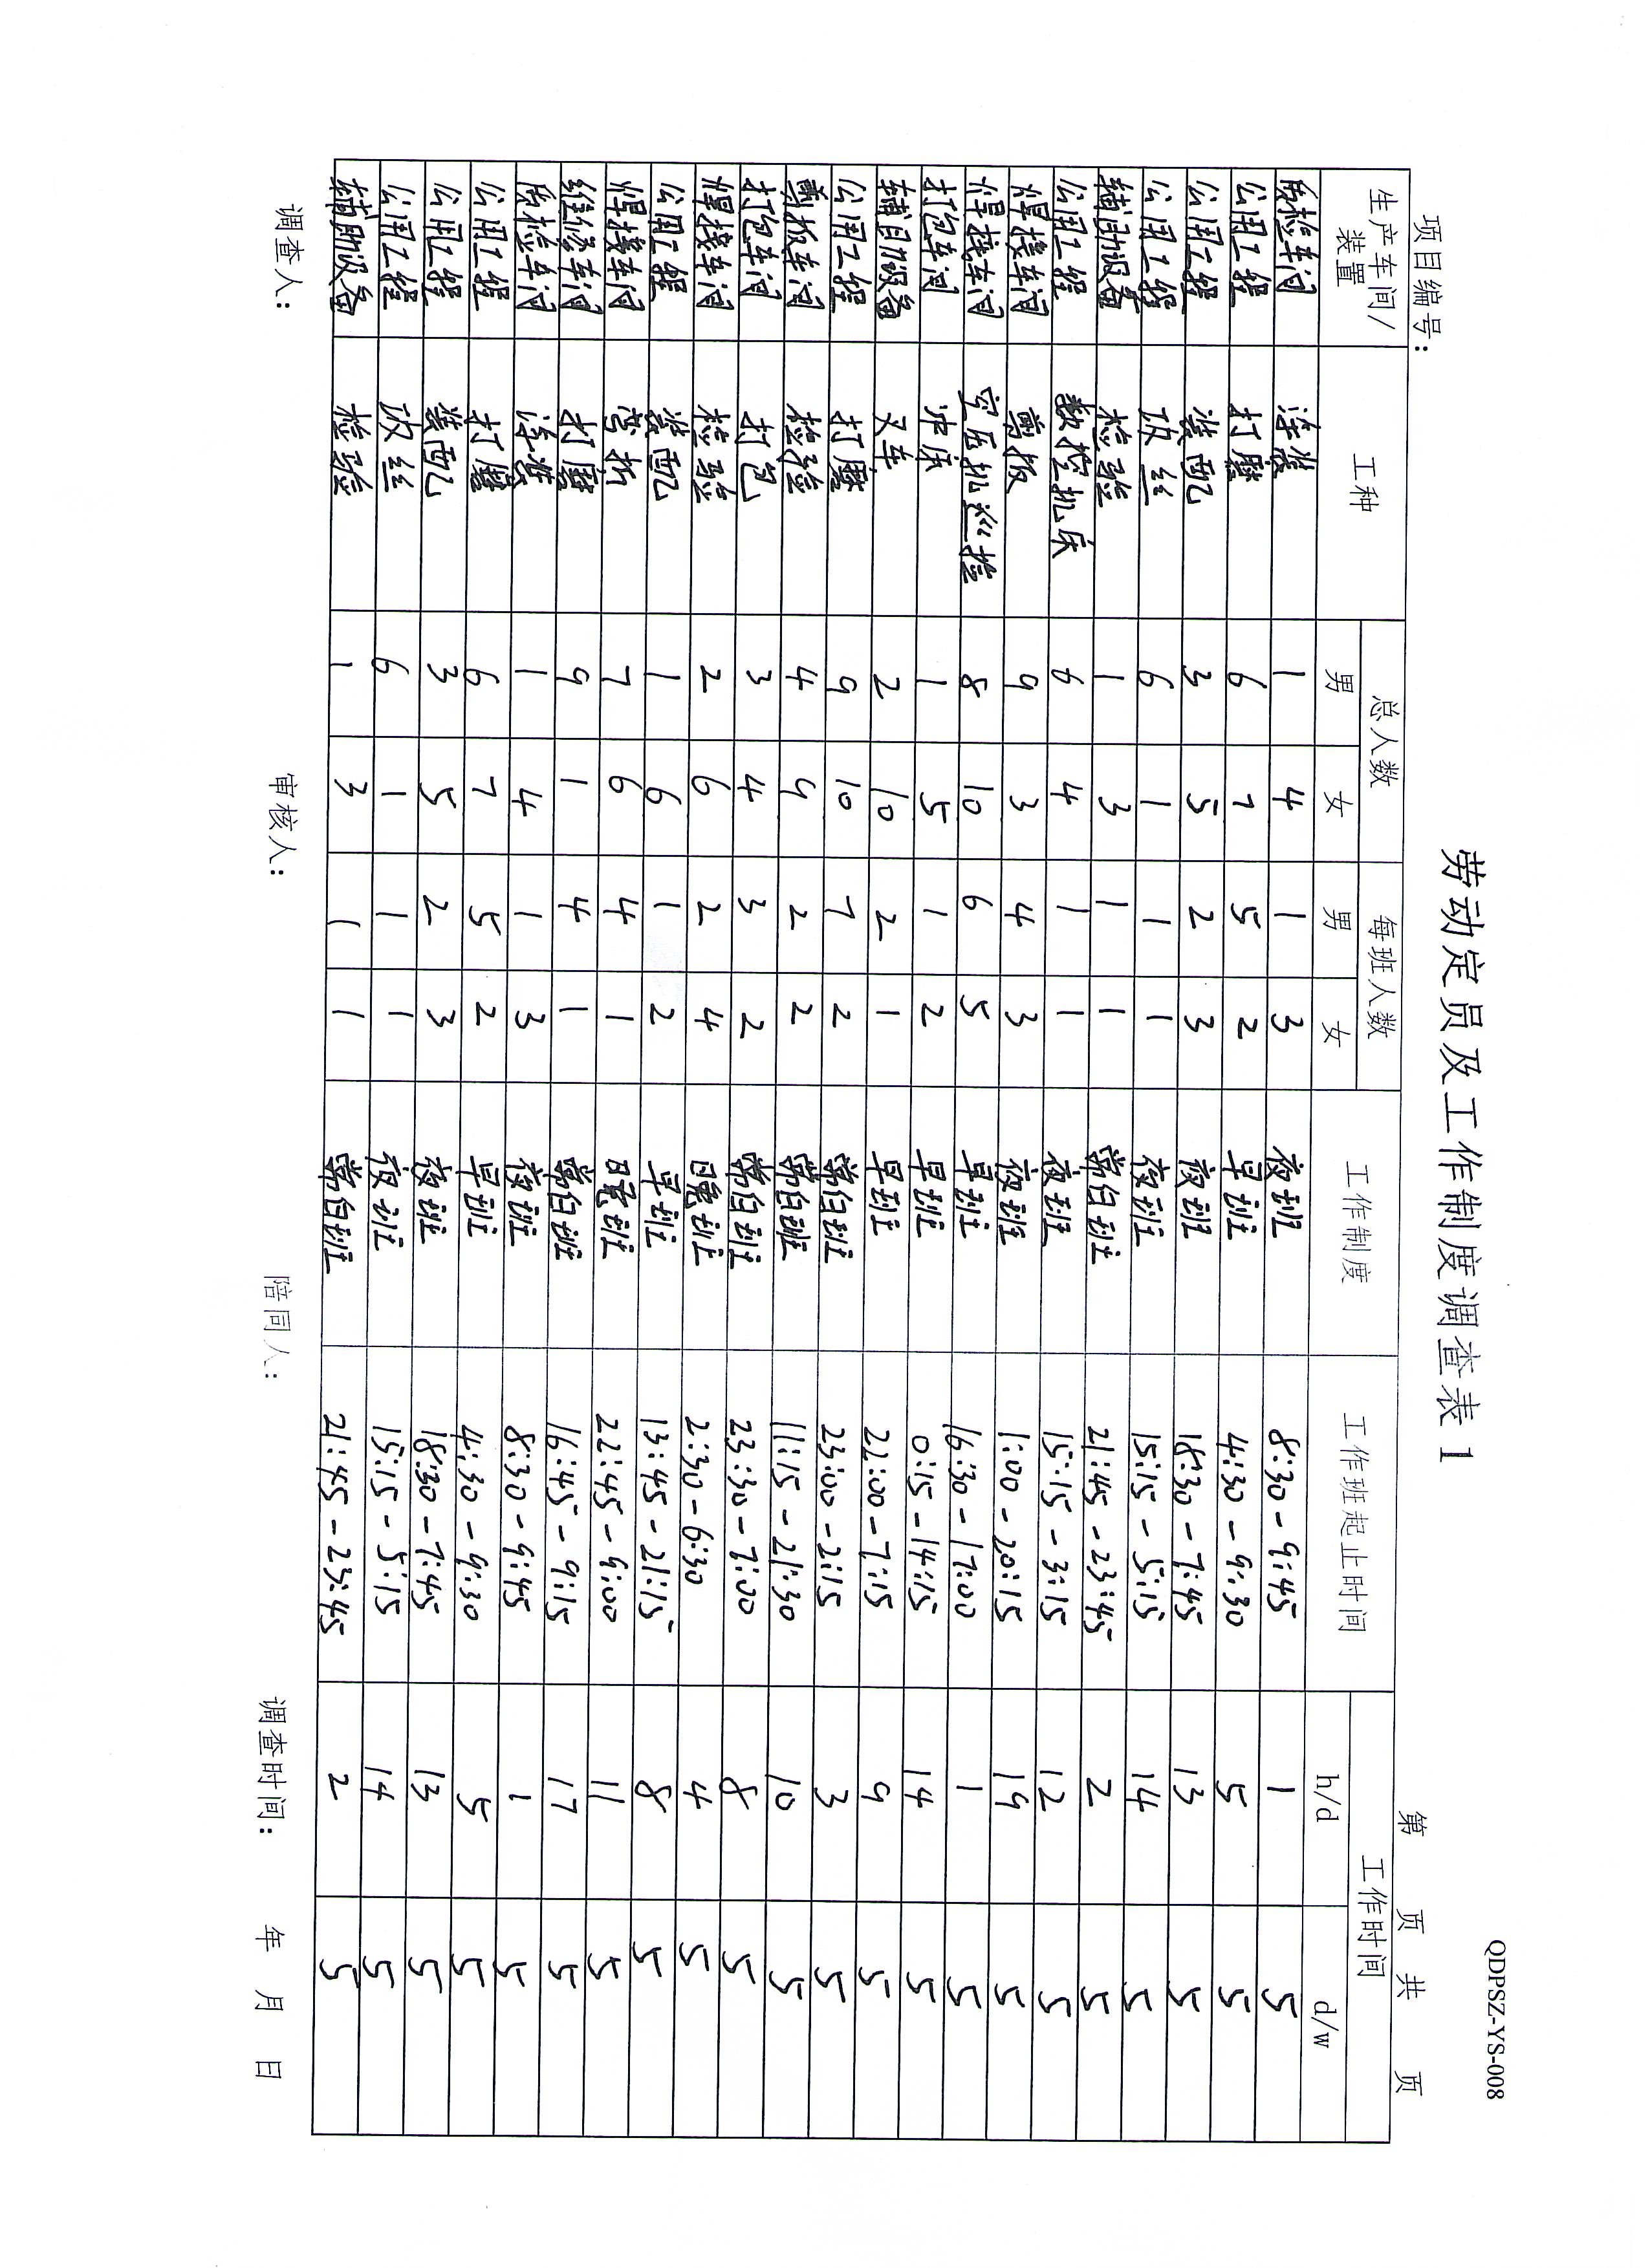 QDPSZ-YS-008
劳动定员及工作制度调查表 1
项目编号： 第 页 共 页
生产车间/装置 工种 总人数 每班人数 工作制度 工作班起止时间 工作时间
男 女 男 女 h/d d/w
质检车间 涂装 1 4 1 3 夜班 8:30-9:45 1 5
公用工程 打磨 6 7 5 2 早班 4:30-9:30 5 5
公用工程 装配 3 5 2 3 夜班 18:30-7:45 13 5
公用工程 攻丝 6 1 1 1 夜班 15:15-5:15 14 5
辅助设备 检验 1 3 1 1 常白班 21:45-23:45 2 5
公用工程 数控机床 6 4 1 1 夜班 15:15-3:15 12 5
焊接车间 剪板 9 3 4 3 夜班 1:00-20:15 19 5
焊接车间 空压机巡检 8 10 6 5 早班 16:30-17:00 1 5
打包车间 冲床 1 5 1 2 早班 0:15-14:15 14 5
辅助设备 叉车 2 10 2 1 早班 22:00-7:15 9 5
公用工程 打磨 9 10 7 2 常白班 23:00-2:15 3 5
剪板车间 检验 4 9 2 2 常白班 11:15-21:30 10 5
打包车间 打包 3 4 3 2 常白班 23:30-7:00 8 5
焊接车间 检验 2 6 2 4 晚班 2:30-6:30 4 5
公用工程 装配 1 6 1 2 早班 13:45-21:15 8 5
焊接车间 弯折 7 6 4 1 晚班 22:45-9:00 11 5
维修车间 打磨 9 1 4 1 常白班 16:45-9:15 17 5
质检车间 涂装 1 4 1 3 夜班 8:30-9:45 1 5
公用工程 打磨 6 7 5 2 早班 4:30-9:30 5 5
公用工程 装配 3 5 2 3 夜班 18:30-7:45 13 5
公用工程 攻丝 6 1 1 1 夜班 15:15-5:15 14 5
辅助设备 检验 1 3 1 1 常白班 21:45-23:45 2 5
调查人： 审核人： 陪同人： 调查时间： 年 月 日